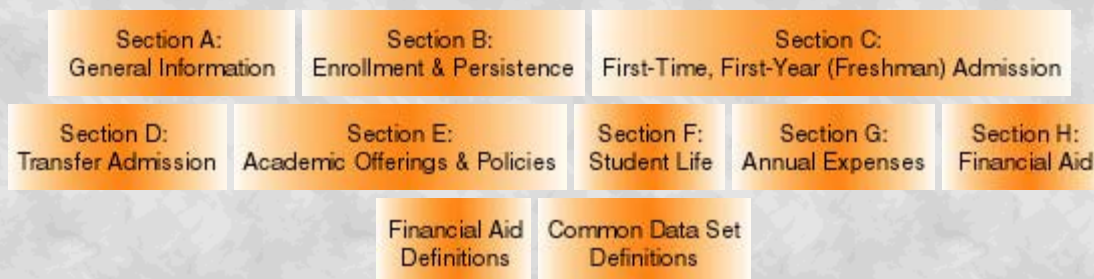 Section A:
General Information
Section B:
Enrollment & Persistence
Section C:
First-Time, First-Year (Freshman) Admission
Section D:
Transfer Admission
Section E:
Academic Offerings & Policies
Section F:
Student Life
Section G:
Annual Expenses
Section H:
Financial Aid
Financial Aid
Definitions
Common Data Set
Definitions